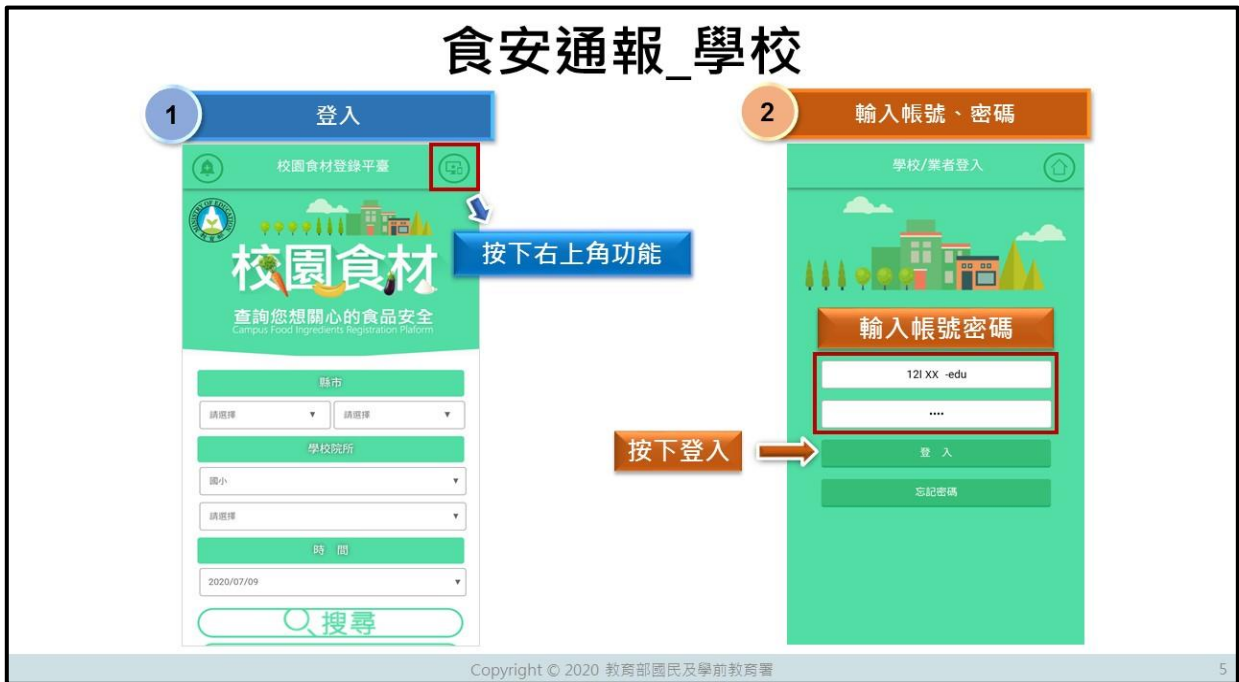 食安通報_學校
1
登入
校園食材登錄平臺
MINISTRY OF EDUCATION
校園食材
查詢您想關心的食品安全
Campus Food Ingredients Registration Plaform
按下右上角功能
縣市
請選擇
請選擇
學校院所
國小
請選擇
時 間
2020/07/09
搜尋
2
輸入帳號、密碼
學校/業者登入
輸入帳號密碼
12I XX -edu
....
按下登入
登 入
忘記密碼
Copyright © 2020 教育部國民及學前教育署
5